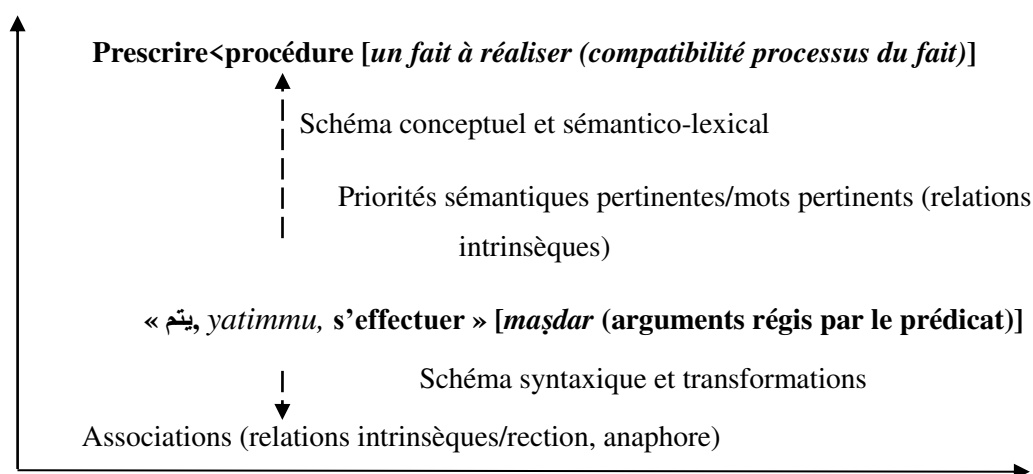 Prescrire<procédure [un fait à réaliser (compatibilité processus du fait)]
Schéma conceptuel et sémantico-lexical
Priorités sémantiques pertinentes/mots pertinents (relations
intrinsèques)
« يتم, yatimmu, s’effectuer » [maṣdar (arguments régis par le prédicat)]
Schéma syntaxique et transformations
Associations (relations intrinsèques/rection, anaphore)